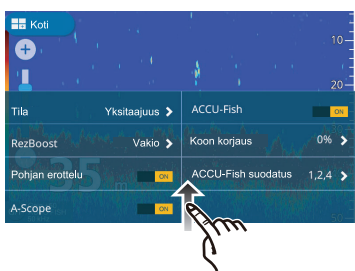 Koti
10
20
Tila Yksitaajuus
ACCU-Fish ON
RezBoost Vakio
Koon korjaus 0%
Pohjan erottelu ON
ACCU-Fish suodatus 1,2,4
A-Scope ON
35